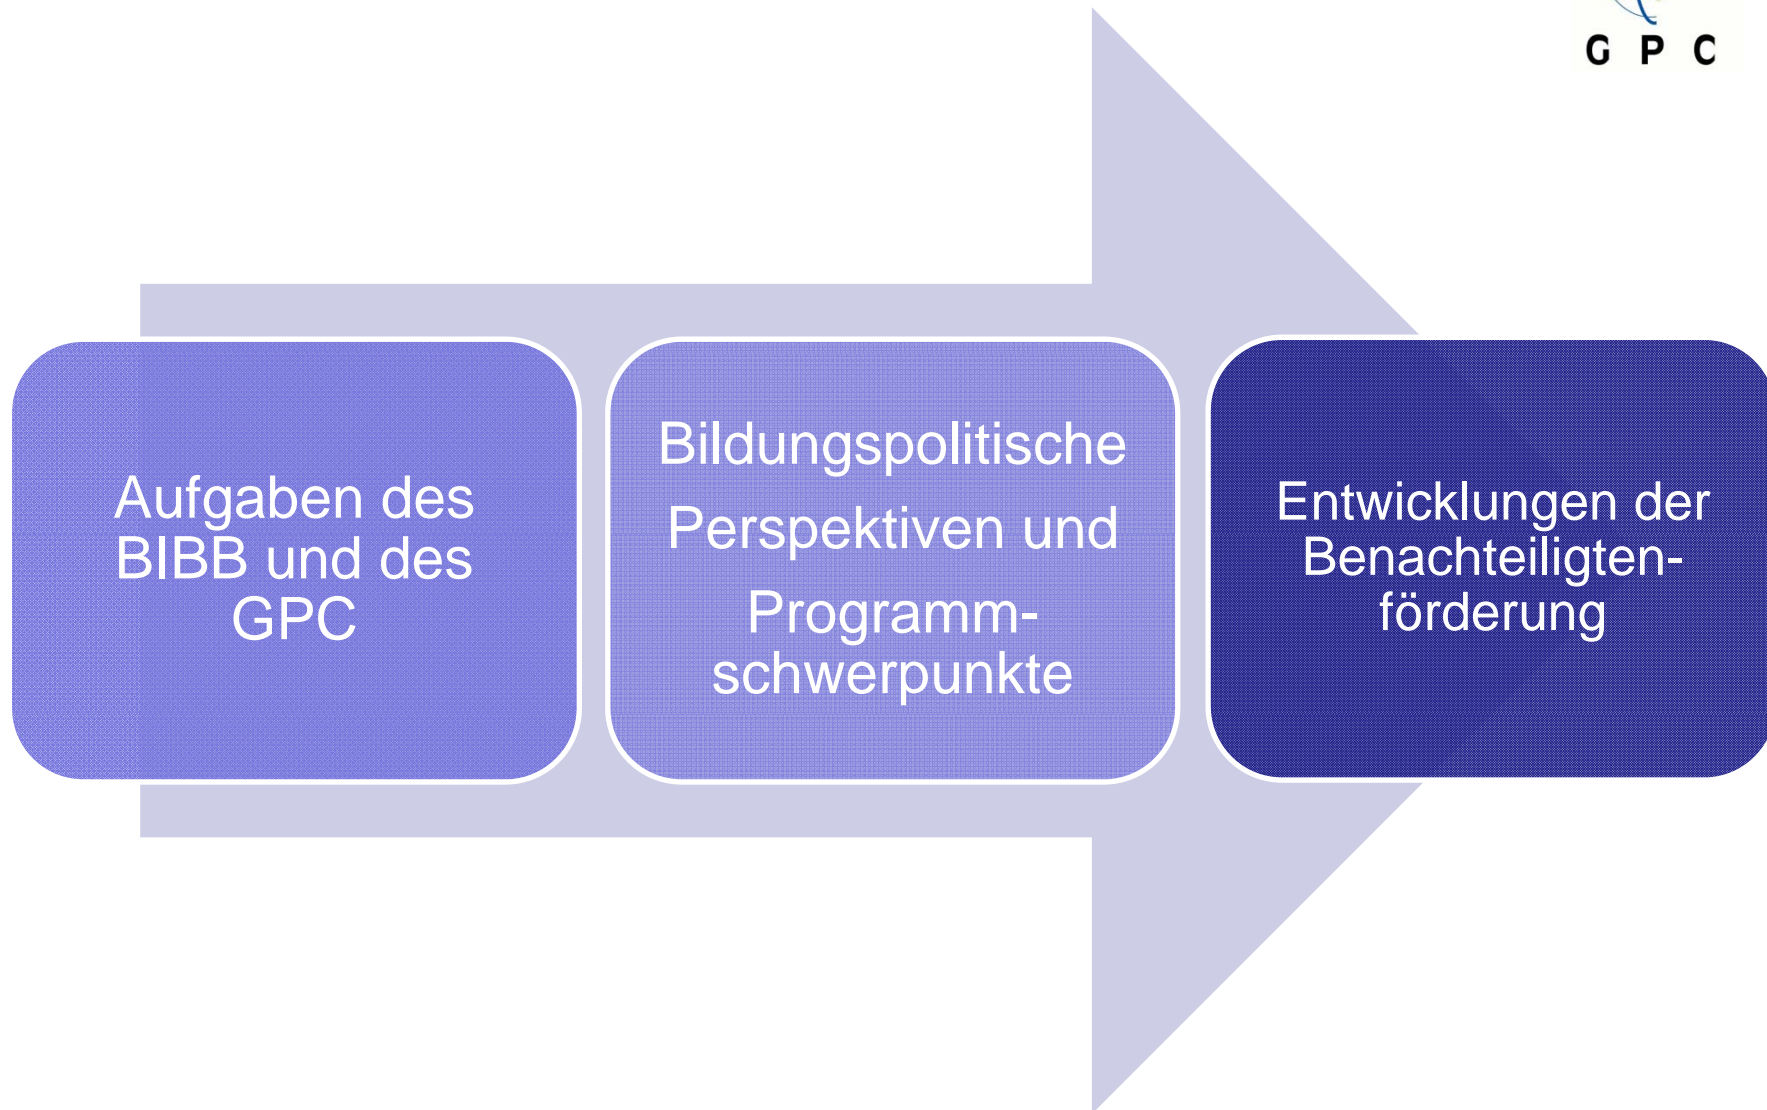 G P C
Aufgaben des
BIBB und des
GPC
Bildungspolitische
Perspektiven und
Programm-
schwerpunkte
Entwicklungen der
Benachteiligten-
förderung